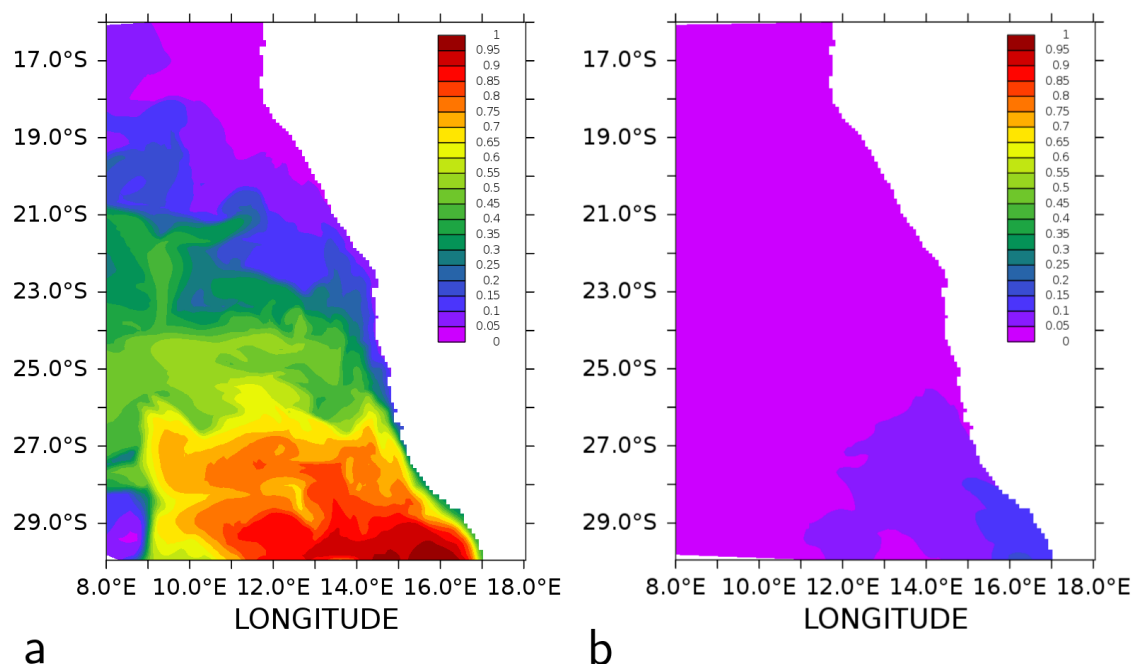 17.0°S
19.0°S
21.0°S
23.0°S
25.0°S
27.0°S
29.0°S
8.0°E 10.0°E 12.0°E 14.0°E 16.0°E 18.0°E
LONGITUDE
1
0.95
0.9
0.85
0.8
0.75
0.7
0.65
0.6
0.55
0.5
0.45
0.4
0.35
0.3
0.25
0.2
0.15
0.1
0.05
0
a
17.0°S
19.0°S
21.0°S
23.0°S
25.0°S
27.0°S
29.0°S
8.0°E 10.0°E 12.0°E 14.0°E 16.0°E 18.0°E
LONGITUDE
1
0.95
0.9
0.85
0.8
0.75
0.7
0.65
0.6
0.55
0.5
0.45
0.4
0.35
0.3
0.25
0.2
0.15
0.1
0.05
0
b